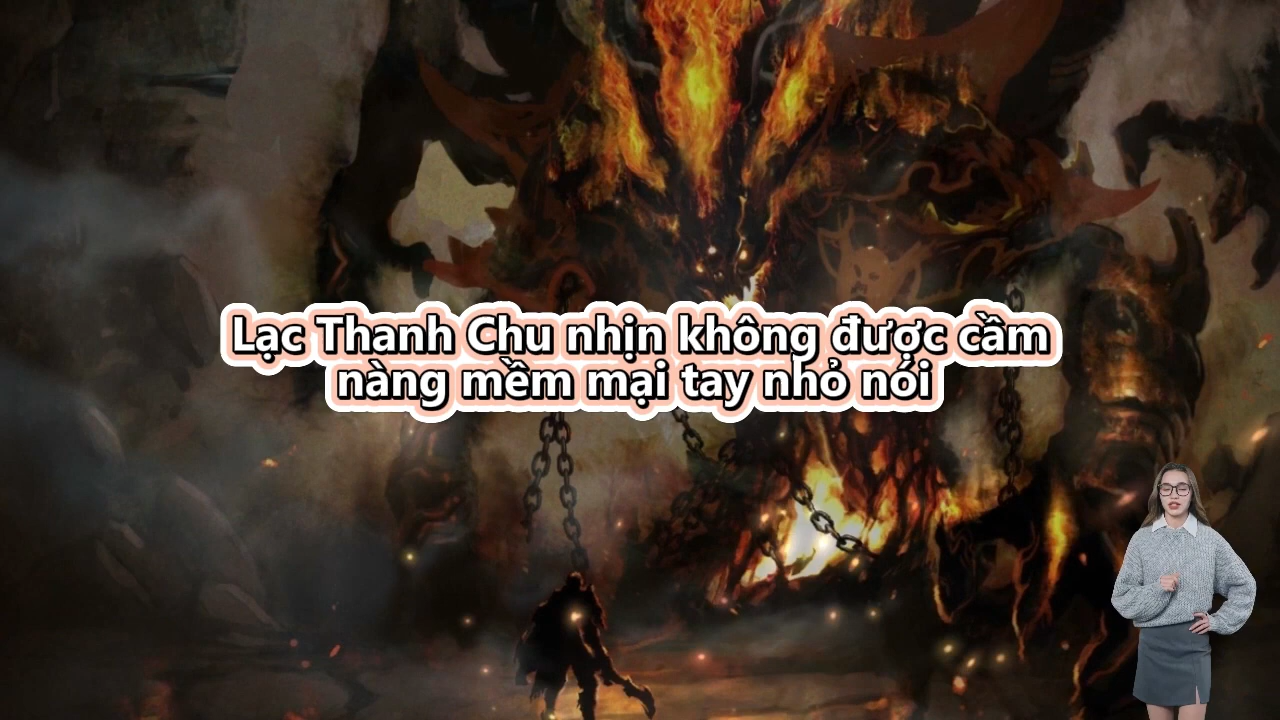 Lạc Thanh Chu nhịn không được cầm
nàng mềm mại tay nhỏ nói